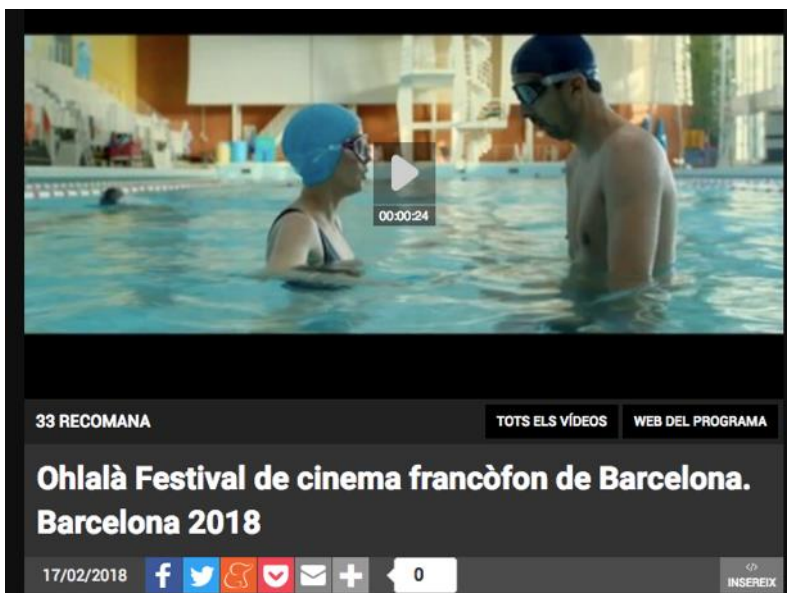 00:00:24
33 RECOMANA
TOTS ELS VÍDEOS
WEB DEL PROGRAMA
Ohlalà Festival de cinema francòfon de Barcelona.
Barcelona 2018
17/02/2018
0
</>
INSEREIX